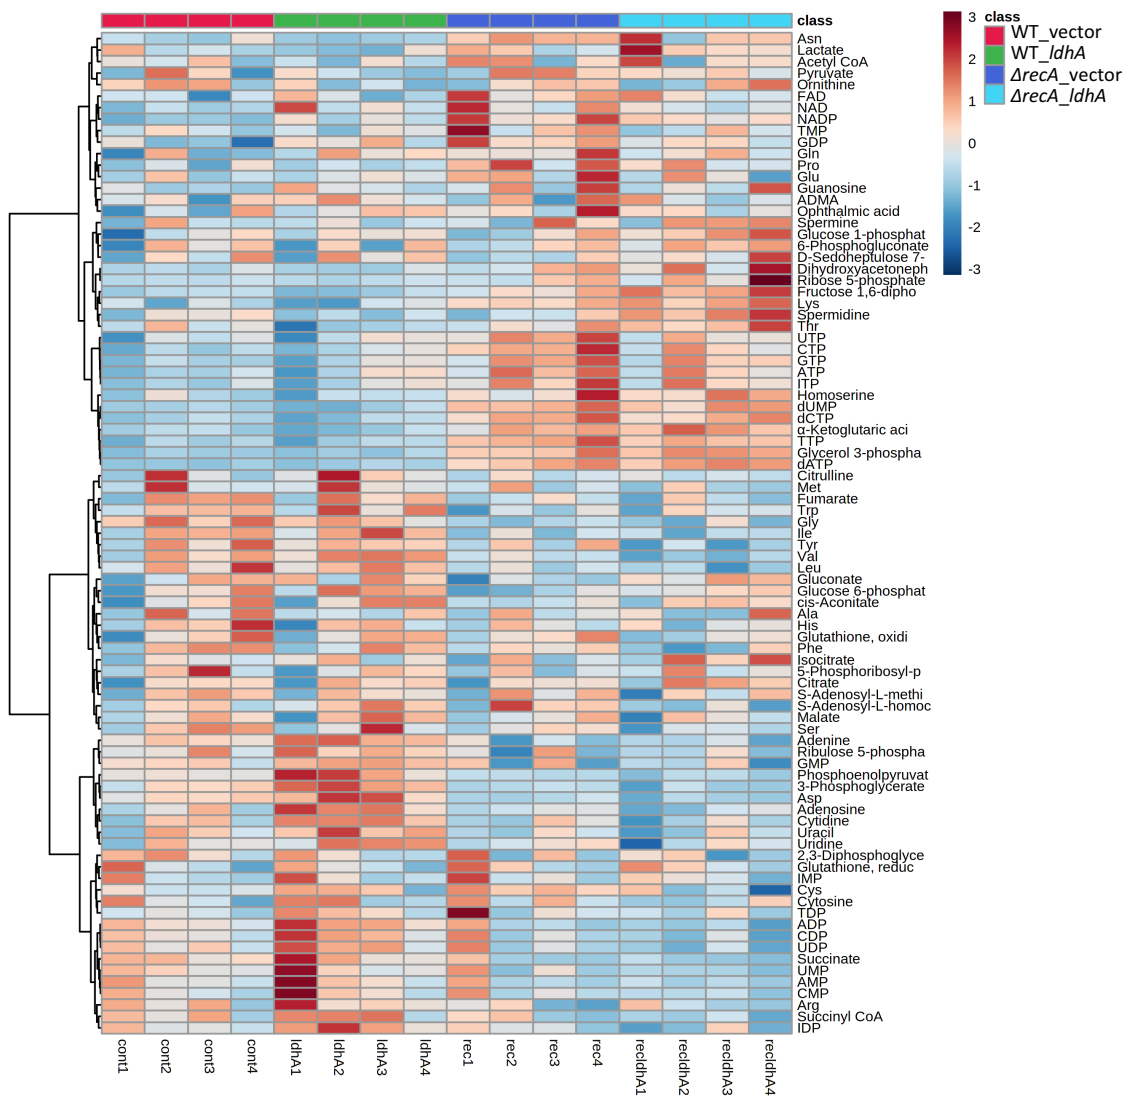 class
Asn
Lactate
Acetyl CoA
Pyruvate
Ornithine
FAD
NAD
NADP
TMP
GDP
Gln
Pro
Glu
Guanosine
ADMA
Ophthalmic acid
Spermine
Glucose 1-phosphat
6-Phosphogluconate
D-Sedoheptulose 7-
Dihydroxyacetoneph
Ribose 5-phosphate
Fructose 1,6-dipho
Lys
Spermidine
Thr
UTP
CTP
GTP
ATP
ITP
Homoserine
dUMP
dCTP
α-Ketoglutaric aci
TTP
Glycerol 3-phospha
dATP
Citrulline
Met
Fumarate
Trp
Gly
Ile
Tyr
Val
Leu
Gluconate
Glucose 6-phosphat
cis-Aconitate
Ala
His
Glutathione, oxidi
Phe
Isocitrate
5-Phosphoribosyl-p
Citrate
S-Adenosyl-L-methi
S-Adenosyl-L-homoc
Malate
Ser
Adenine
Ribulose 5-phospha
GMP
Phosphoenolpyruvat
3-Phosphoglycerate
Asp
Adenosine
Cytidine
Uracil
Uridine
2,3-Diphosphoglyce
Glutathione, reduc
IMP
Cys
Cytosine
TDP
ADP
CDP
UDP
Succinate
UMP
AMP
CMP
Arg
Succinyl CoA
IDP
cont1
cont2
cont3
cont4
ldhA1
ldhA2
ldhA3
ldhA4
rec1
rec2
rec3
rec4
recldhA1
recldhA2
recldhA3
recldhA4
3
2
1
0
-1
-2
-3
class
WT_vector
WT_ldhA
ΔrecA_vector
ΔrecA_ldhA